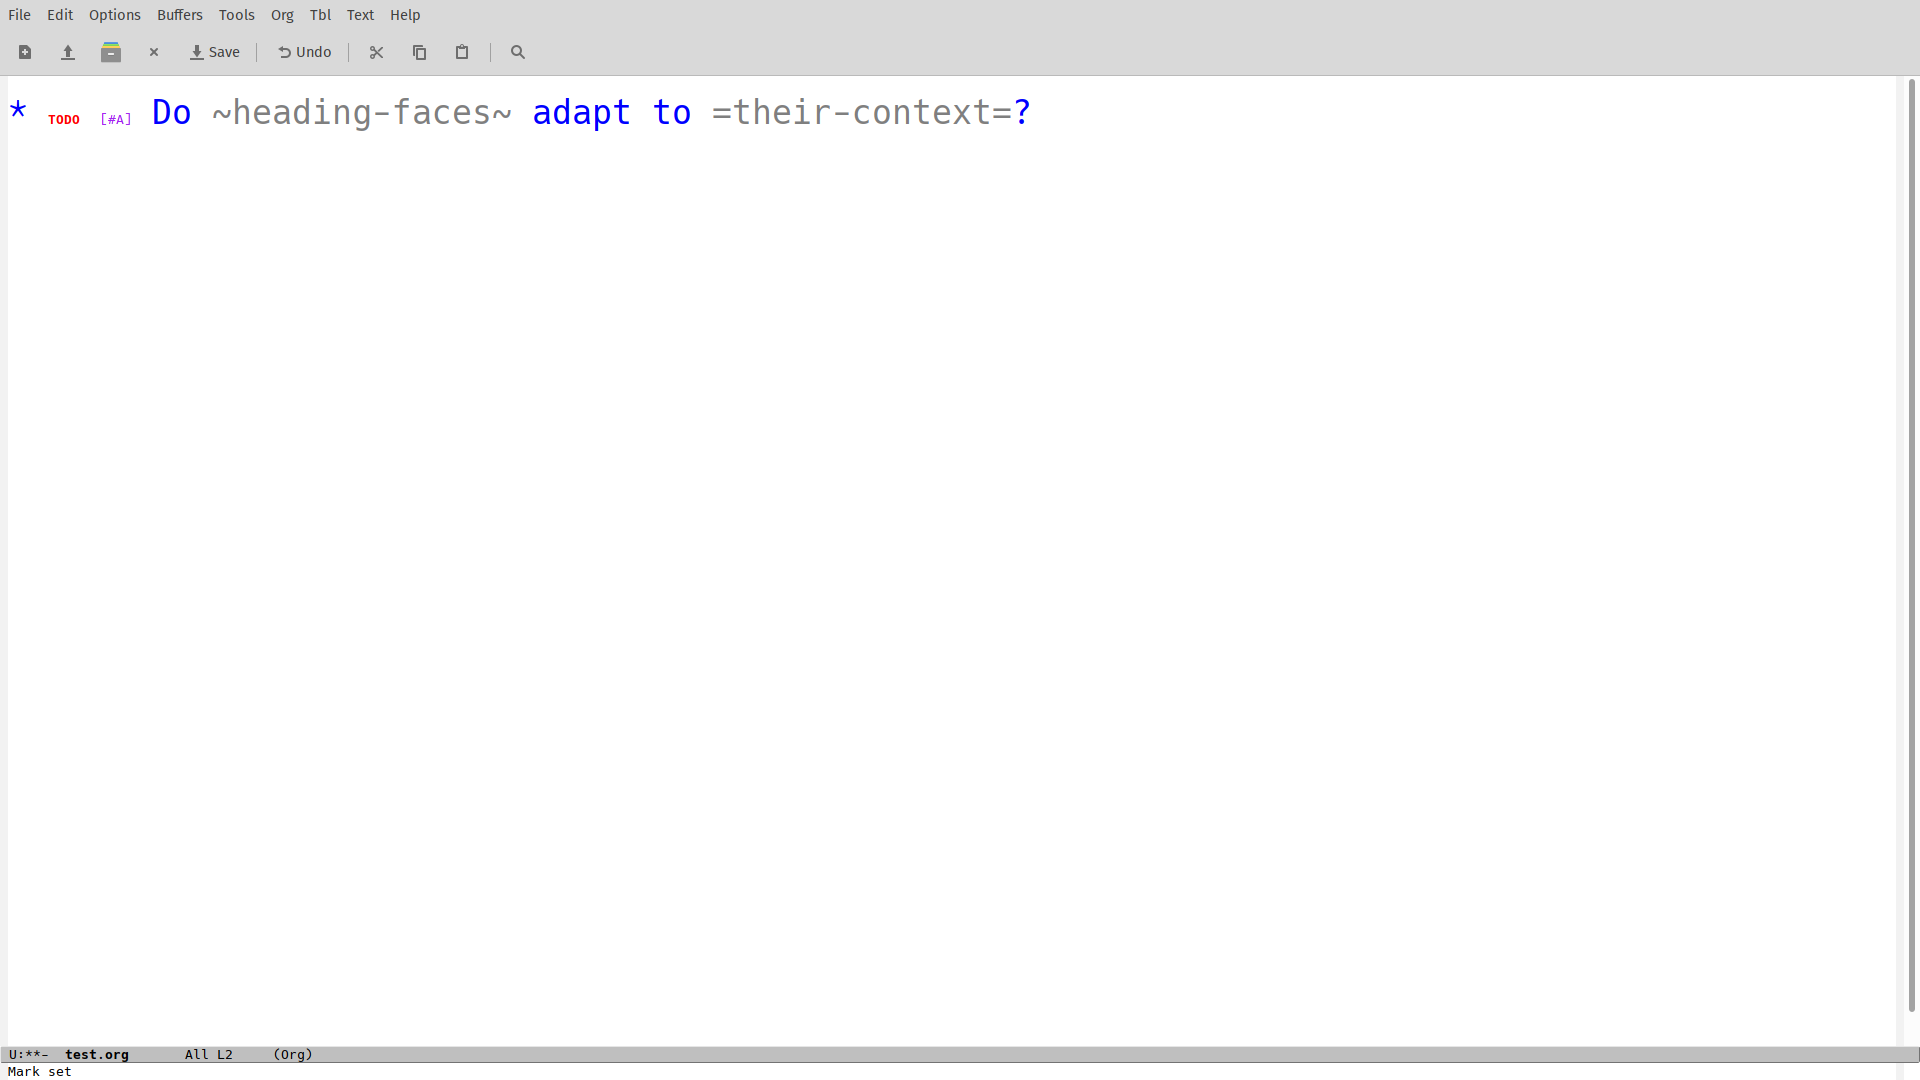 File Edit Options Buffers Tools Org Tbl Text Help
Save Undo
* TODO [#A] Do ~heading-faces~ adapt to =their-context=?
U:**- test.org All L2 (Org)
Mark set